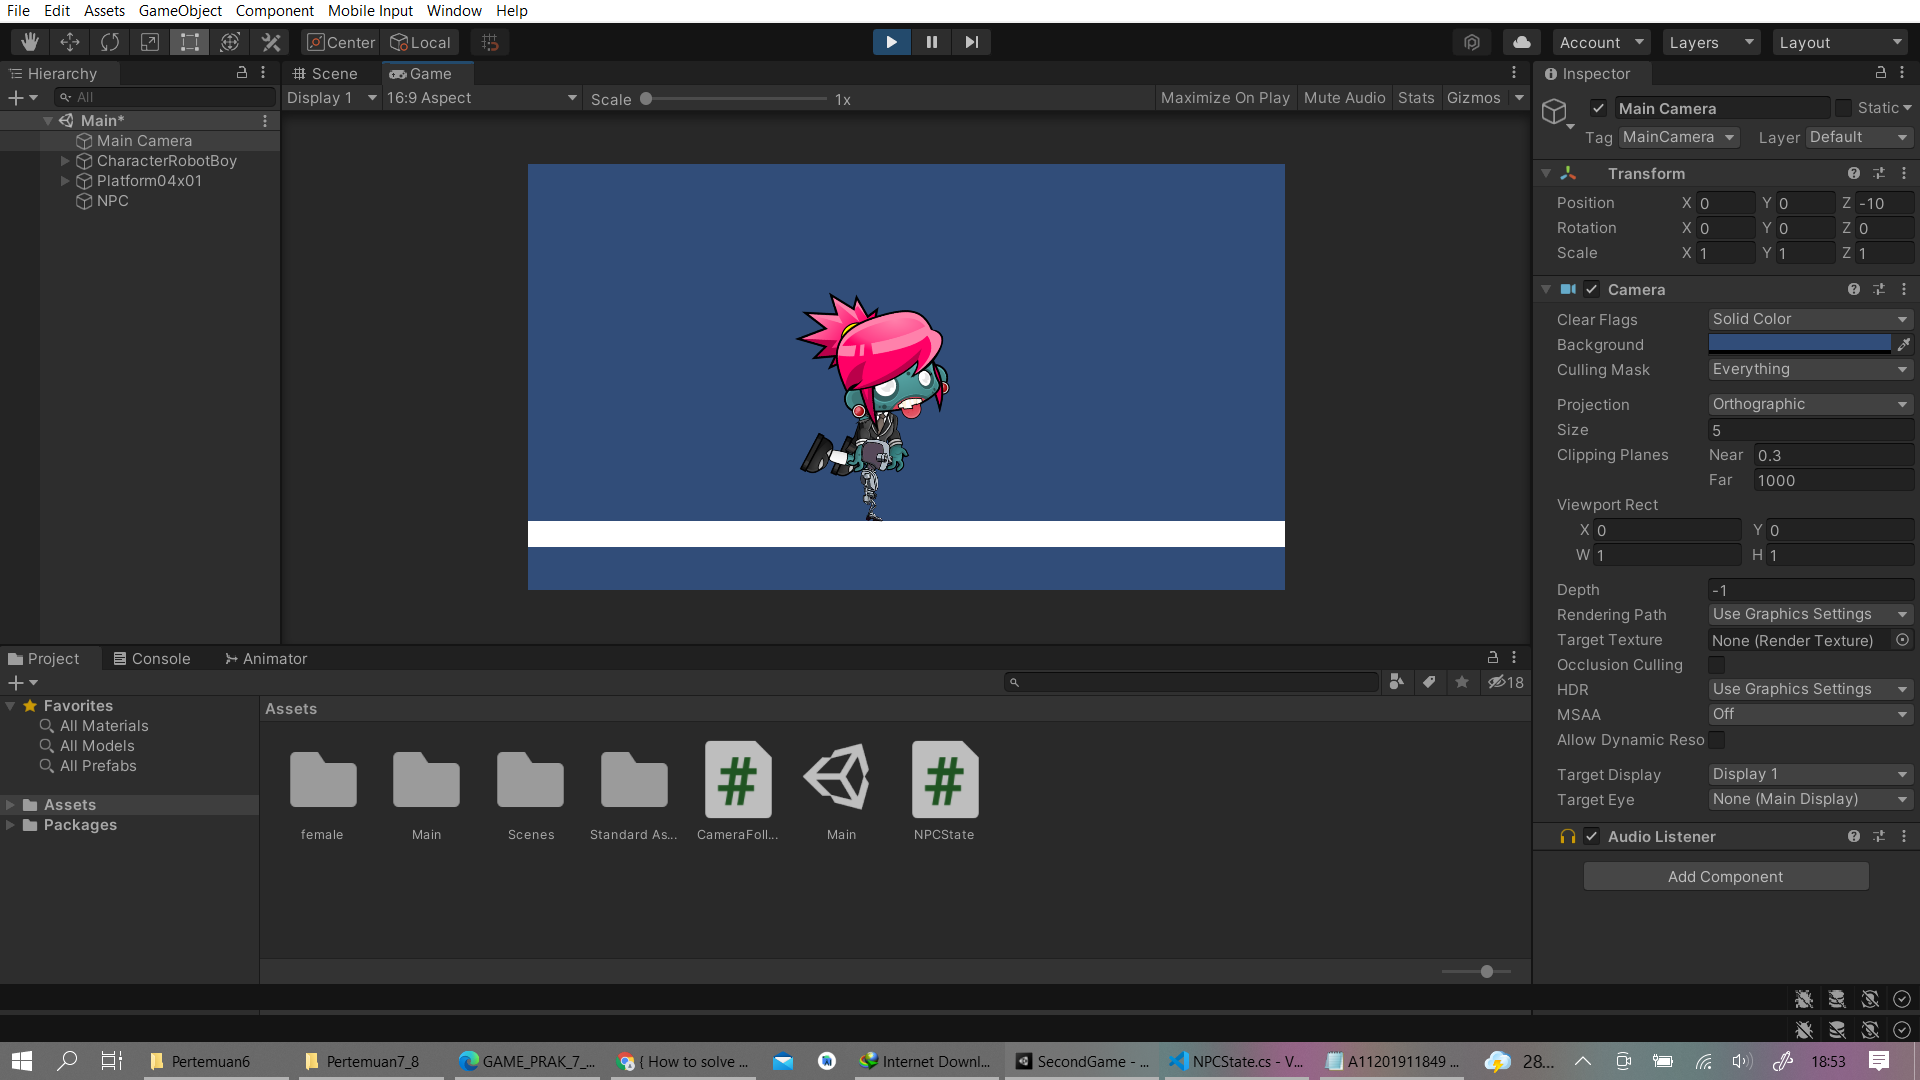 File Edit Assets GameObject Component Mobile Input Window Help
Center Local Account Layers Layout
Hierarchy
All
Main*
Main Camera
CharacterRobotBoy
Platform04x01
NPC
Scene Game
Display 1 16:9 Aspect Scale 1x Maximize On Play Mute Audio Stats Gizmos
Inspector
Main Camera Static
Tag MainCamera Layer Default
Transform
Position X 0 Y 0 Z -10
Rotation X 0 Y 0 Z 0
Scale X 1 Y 1 Z 1
Camera
Clear Flags Solid Color
Background
Culling Mask Everything
Projection Orthographic
Size 5
Clipping Planes Near 0.3
Far 1000
Viewport Rect
X 0 Y 0
W 1 H 1
Depth -1
Rendering Path Use Graphics Settings
Target Texture None (Render Texture)
Occlusion Culling
HDR Use Graphics Settings
MSAA Off
Allow Dynamic Reso
Target Display Display 1
Target Eye None (Main Display)
Audio Listener
Add Component
Project Console Animator
18
Favorites
All Materials
All Models
All Prefabs
Assets
Packages
Assets
female Main Scenes Standard As... CameraFoll... Main NPCState
Pertemuan6 Pertemuan7_8 GAME_PRAK_7_... { How to solve ... Internet Downl... SecondGame - ... NPCState.cs - V... A11201911849 ... 28... 18:53